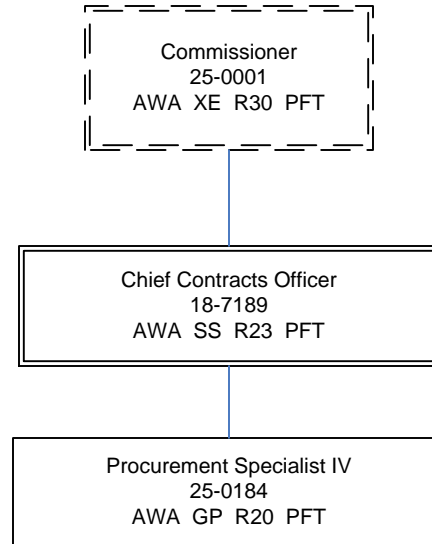 Commissioner
25-0001
AWA XE R30 PFT
Chief Contracts Officer
18-7189
AWA SS R23 PFT
Procurement Specialist IV
25-0184
AWA GP R20 PFT